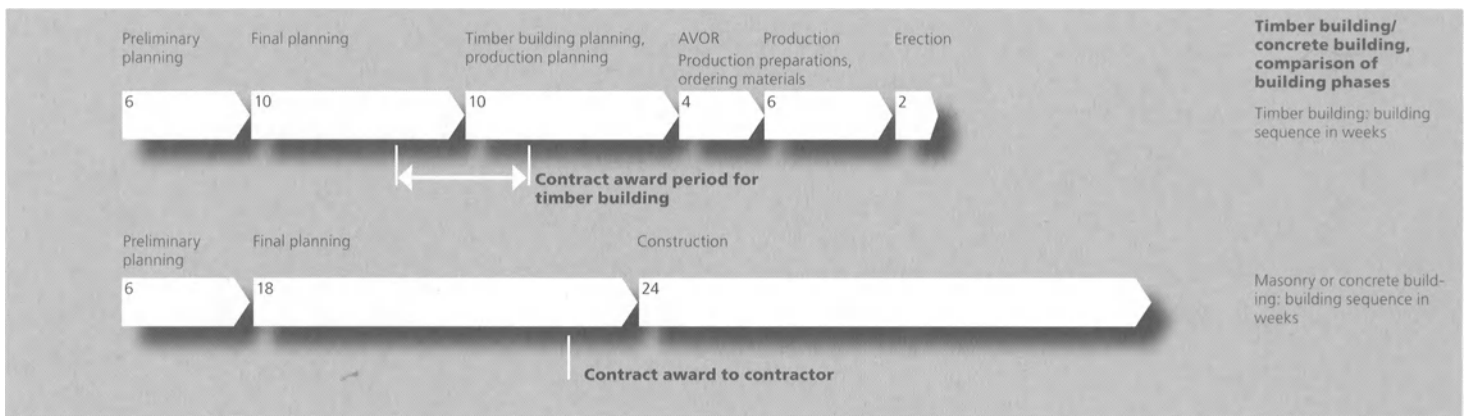 Preliminary
planning
Final planning
Timber building planning,
production planning
AVOR
Production preparations,
ordering materials
Production
Erection
6
10
10
4
6
2
Contract award period for
timber building
Timber building/
concrete building,
comparison of
building phases
Timber building: building
sequence in weeks
Preliminary
planning
Final planning
Construction
6
18
24
Contract award to contractor
Masonry or concrete build-
ing: building sequence in
weeks